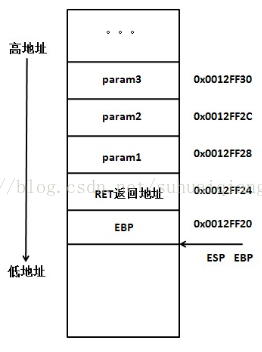 。。。
高地址
param3 0x0012FF30
param2 0x0012FF2C
param1 0x0012FF28
http://blog.csdn.net/
RET返回地址 0x0012FF24
EBP 0x0012FF20
ESP EBP
低地址